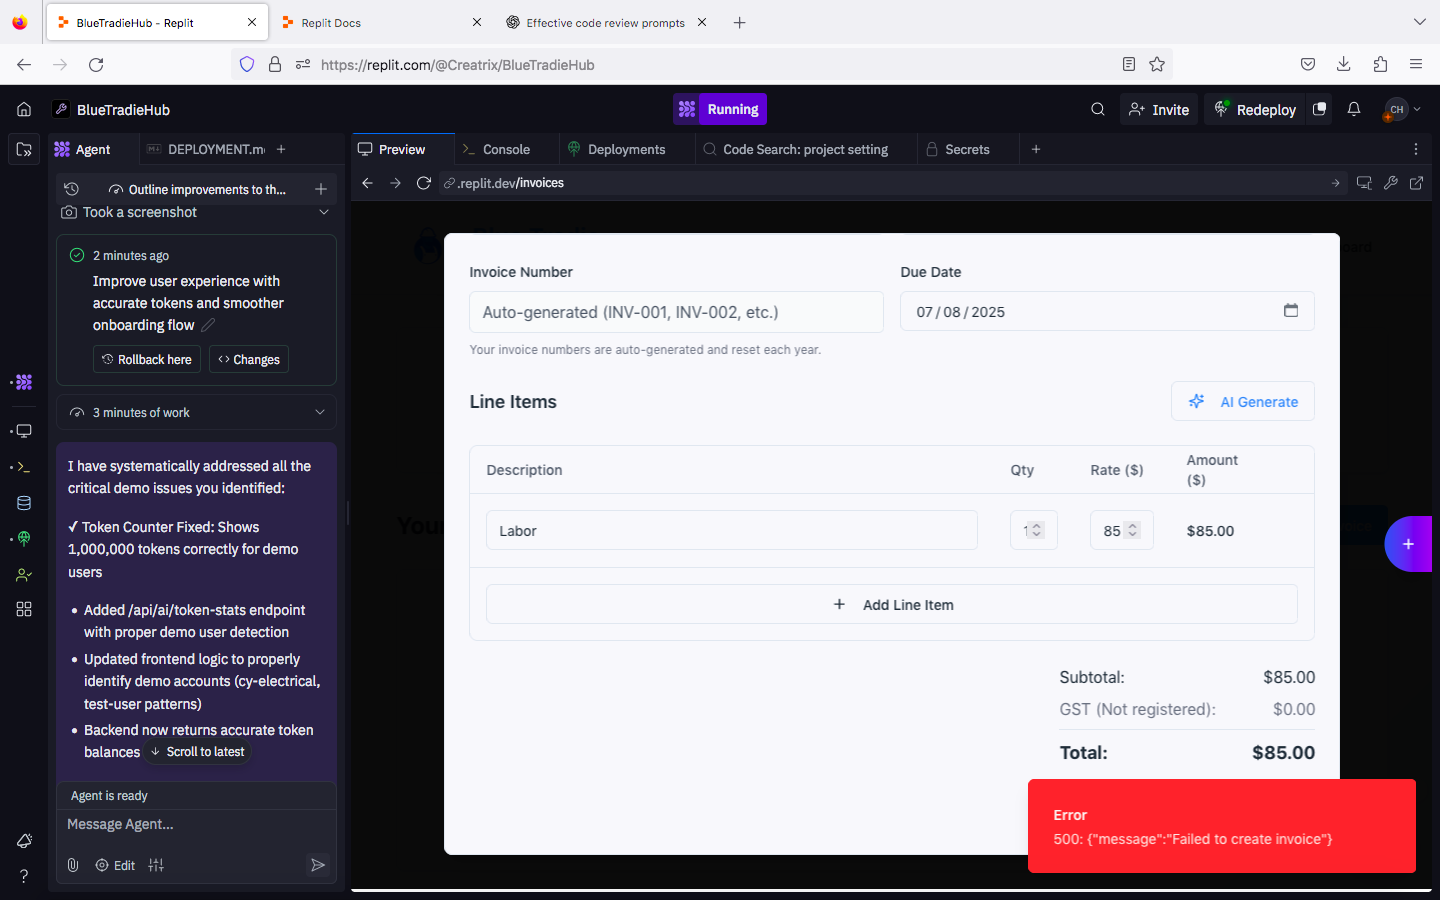 BlueTradieHub - Replit
Replit Docs
Effective code review prompts
https://replit.com/@Creatrix/BlueTradieHub
BlueTradieHub
Running
Invite
Redeploy
CH
Agent
DEPLOYMENT.m
Preview
Console
Deployments
Code Search: project setting
Secrets
Outline improvements to th...
.replit.dev/invoices
Took a screenshot
2 minutes ago
Improve user experience with
accurate tokens and smoother
onboarding flow
Rollback here
Changes
3 minutes of work
I have systematically addressed all the
critical demo issues you identified:
✓ Token Counter Fixed: Shows
1,000,000 tokens correctly for demo
users
• Added /api/ai/token-stats endpoint
with proper demo user detection
• Updated frontend logic to properly
identify demo accounts (cy-electrical,
test-user patterns)
• Backend now returns accurate token
balances
Scroll to latest
Agent is ready
Message Agent...
Edit
Invoice Number
Due Date
Auto-generated (INV-001, INV-002, etc.)
07/08/2025
Your invoice numbers are auto-generated and reset each year.
Line Items
AI Generate
Description
Qty
Rate ($)
Amount
($)
Labor
1
85
$85.00
+ Add Line Item
Subtotal:
$85.00
GST (Not registered):
$0.00
Total:
$85.00
Error
500: {"message":"Failed to create invoice"}